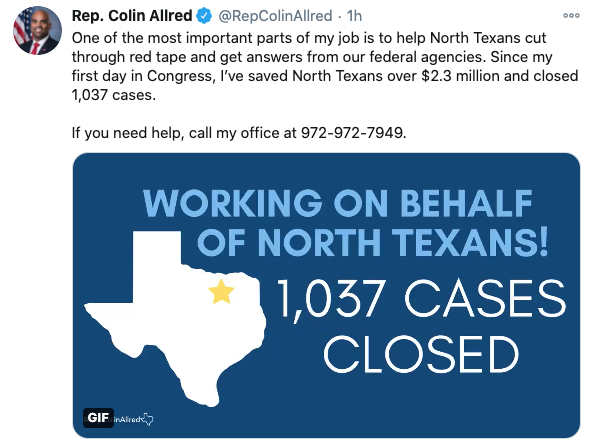 Rep. Colin Allred @RepColinAllred · 1h
One of the most important parts of my job is to help North Texans cut
through red tape and get answers from our federal agencies. Since my
first day in Congress, I've saved North Texans over $2.3 million and closed
1,037 cases.
If you need help, call my office at 972-972-7949.
WORKING ON BEHALF
OF NORTH TEXANS!
1,037 CASES
CLOSED
GIF inAllred